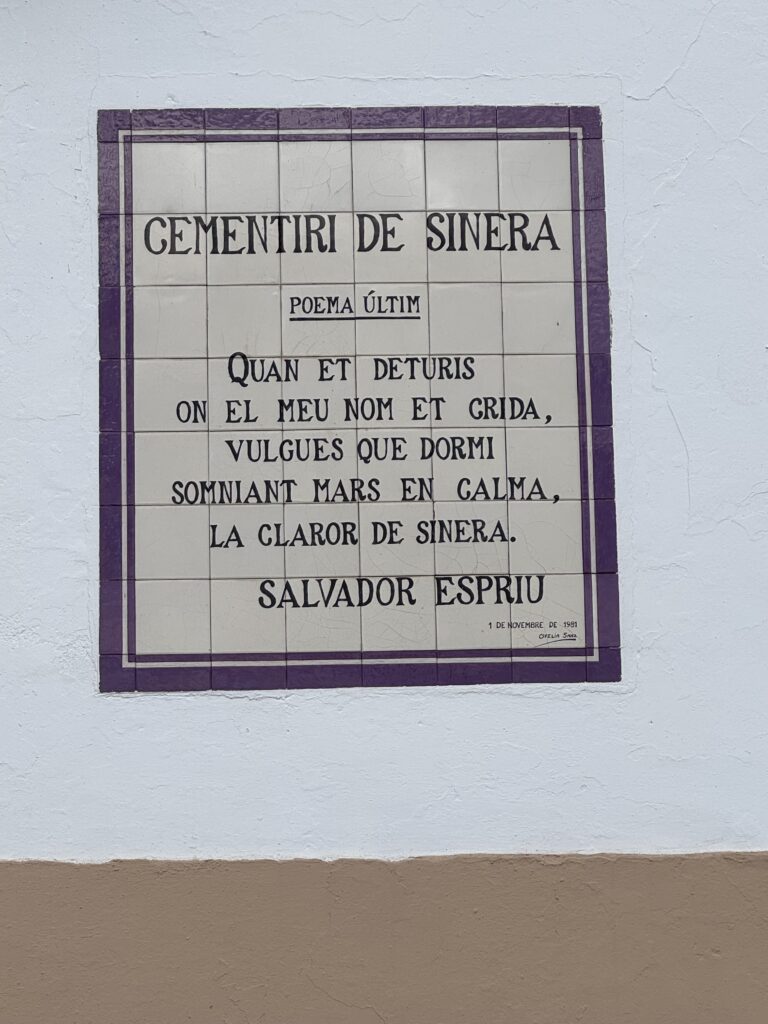 CEMENTIRI DE SINERA
POEMA ÚLTIM
QUAN ET DETURIS
ON EL MEU NOM ET CRIDA,
VULGUES QUE DORMI
SOMNIANT MARS EN CALMA,
LA CLAROR DE SINERA.
SALVADOR ESPRIU
1 DE NOVEMBRE DE 1981
OFELIA